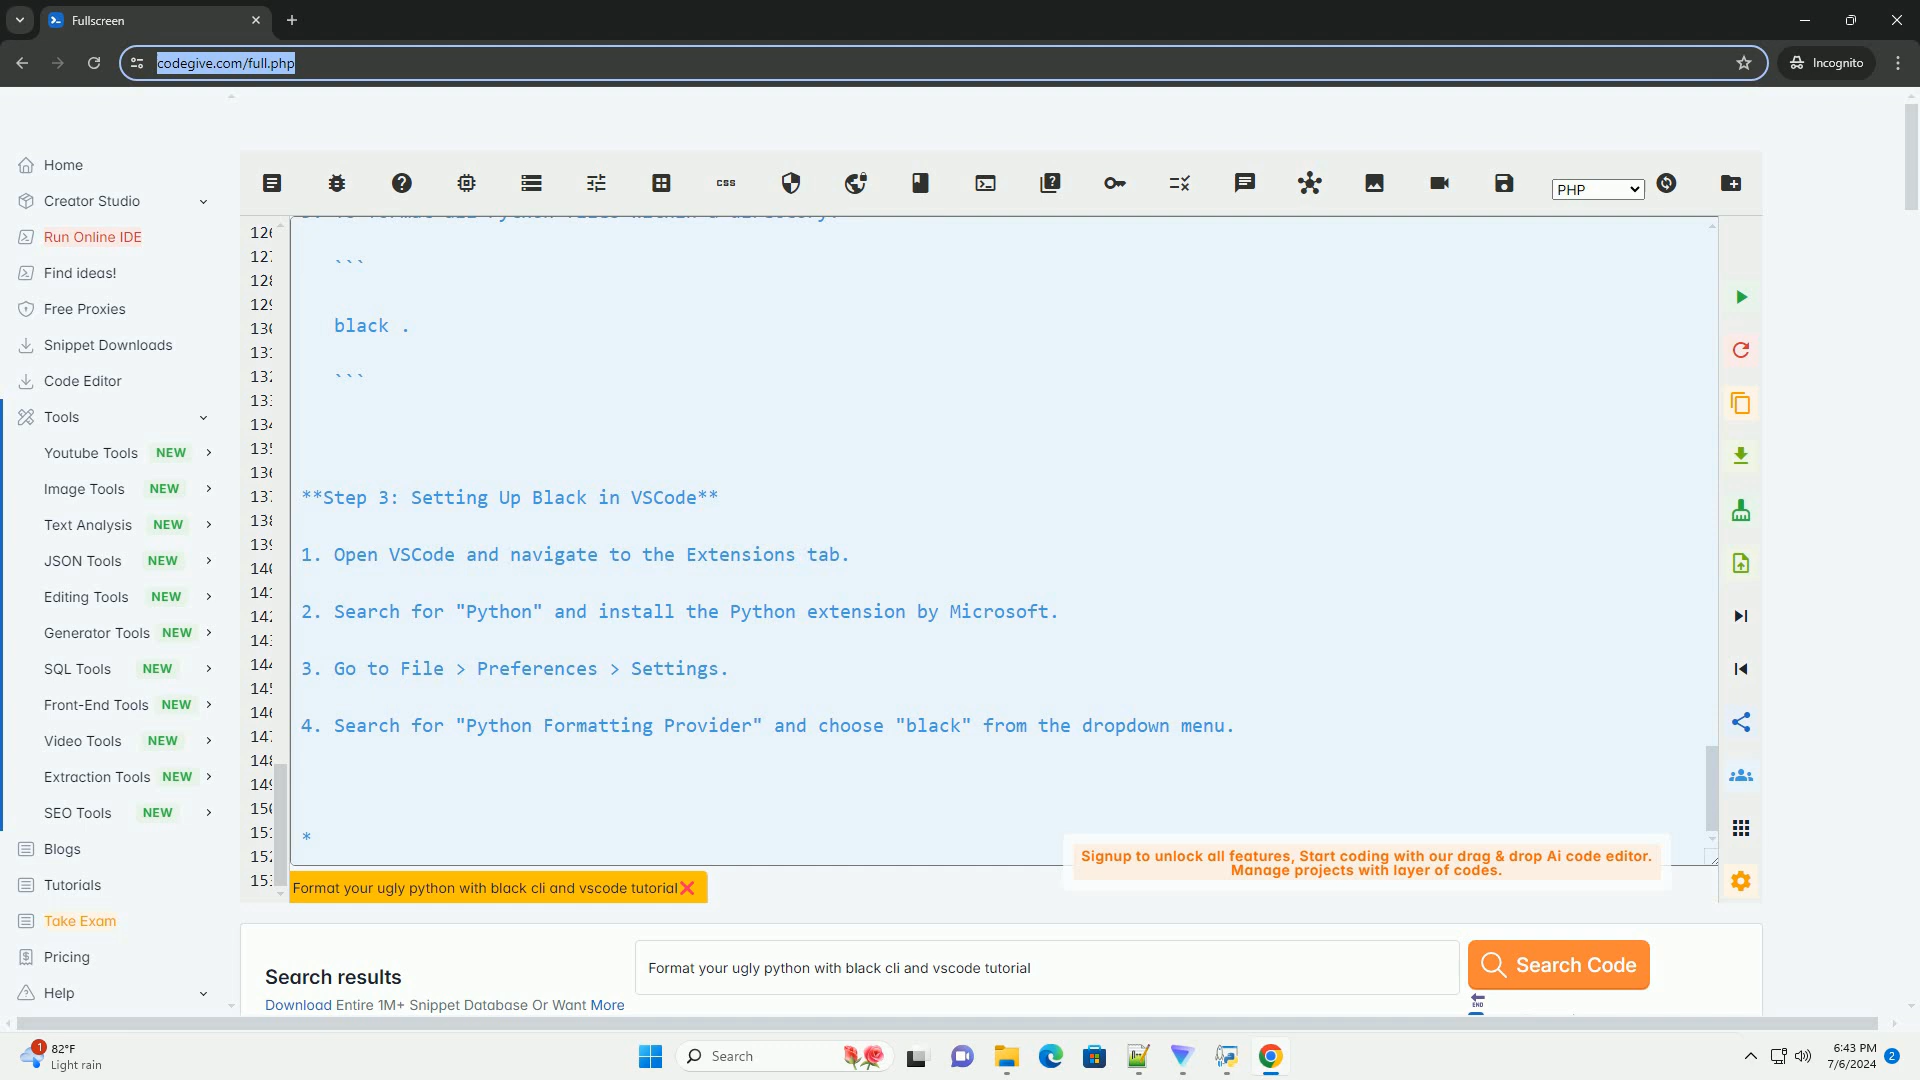 Fullscreen
codegive.com/full.php
Incognito
Home
Creator Studio
Run Online IDE
Find ideas!
Free Proxies
Snippet Downloads
Code Editor
Tools
Youtube Tools NEW
Image Tools NEW
Text Analysis NEW
JSON Tools NEW
Editing Tools NEW
Generator Tools NEW
SQL Tools NEW
Front-End Tools NEW
Video Tools NEW
Extraction Tools NEW
SEO Tools NEW
Blogs
Tutorials
Take Exam
Pricing
Help
css
PHP
```
black .
```
**Step 3: Setting Up Black in VSCode**
1. Open VSCode and navigate to the Extensions tab.
2. Search for "Python" and install the Python extension by Microsoft.
3. Go to File > Preferences > Settings.
4. Search for "Python Formatting Provider" and choose "black" from the dropdown menu.
*
Signup to unlock all features, Start coding with our drag & drop Ai code editor.
Manage projects with layer of codes.
Format your ugly python with black cli and vscode tutorial
Search results
Download Entire 1M+ Snippet Database Or Want More
Format your ugly python with black cli and vscode tutorial
Search Code
END
1
82°F
Light rain
Search
6:43 PM
7/6/2024
2